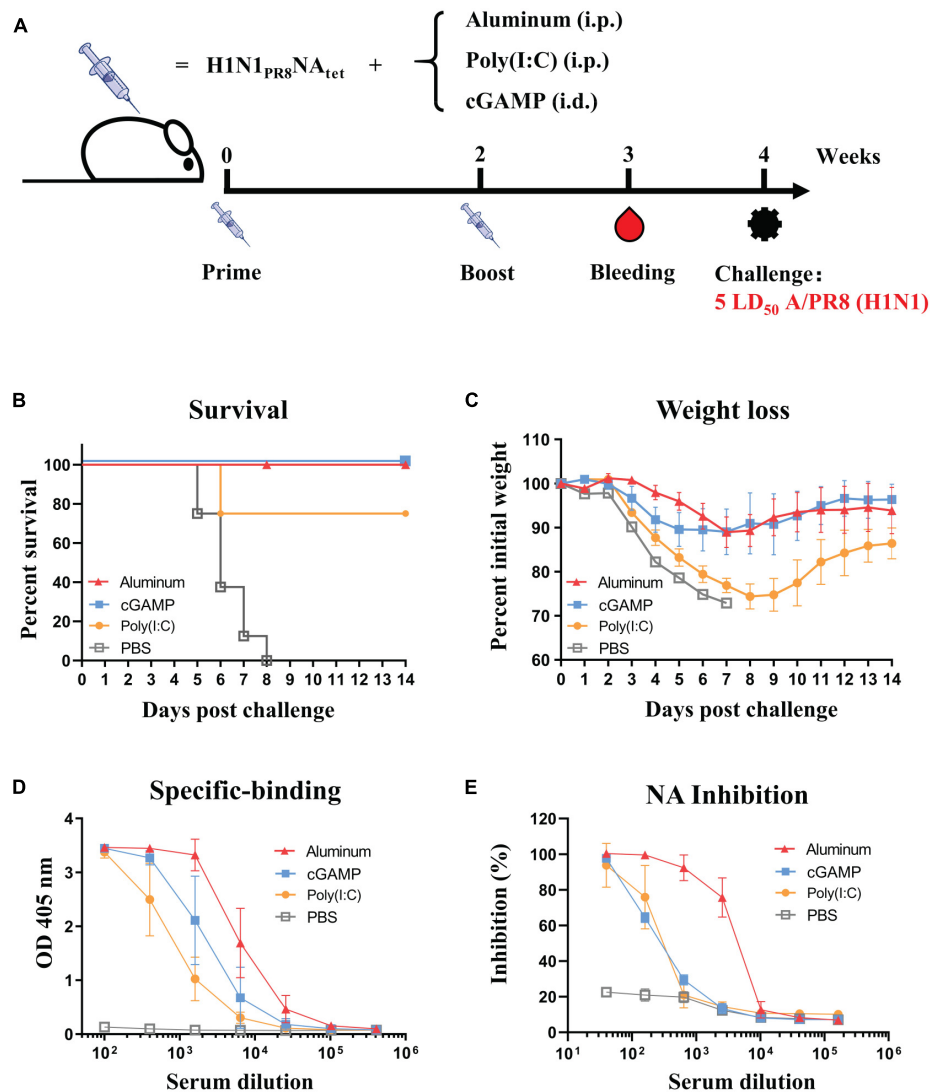 A
= H1N1PR8NAtet +
Aluminum (i.p.)
Poly(I:C) (i.p.)
cGAMP (i.d.)
0 2 3 4 Weeks
Prime Boost Bleeding Challenge：
5 LD50 A/PR8 (H1N1)
B
Survival
Percent survival
100
80
60
40
20
0
Aluminum
cGAMP
Poly(I:C)
PBS
0 1 2 3 4 5 6 7 8 9 10 11 12 13 14
Days post challenge
C
Weight loss
Percent initial weight
110
100
90
80
70
60
Aluminum
cGAMP
Poly(I:C)
PBS
0 1 2 3 4 5 6 7 8 9 10 11 12 13 14
Days post challenge
D
Specific-binding
OD 405 nm
4
3
2
1
0
Aluminum
cGAMP
Poly(I:C)
PBS
10² 10³ 10⁴ 10⁵ 10⁶
Serum dilution
E
NA Inhibition
Inhibition (%)
120
100
80
60
40
20
0
Aluminum
cGAMP
Poly(I:C)
PBS
10¹ 10² 10³ 10⁴ 10⁵ 10⁶
Serum dilution